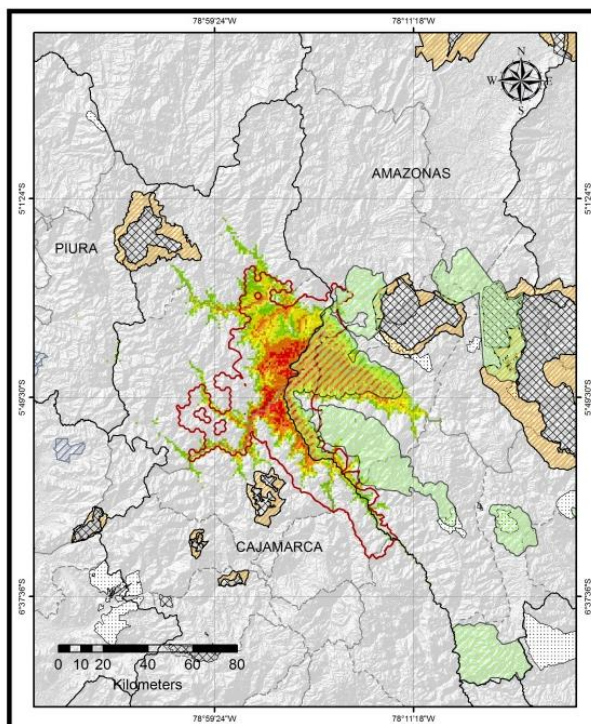 78°59'24"W 78°11'18"W
N
W E
S
AMAZONAS
5°1'24"S 5°1'24"S
PIURA
5°49'30"S 5°49'30"S
CAJAMARCA
6°37'36"S 6°37'36"S
0 10 20 40 60 80
Kilometers
78°59'24"W 78°11'18"W